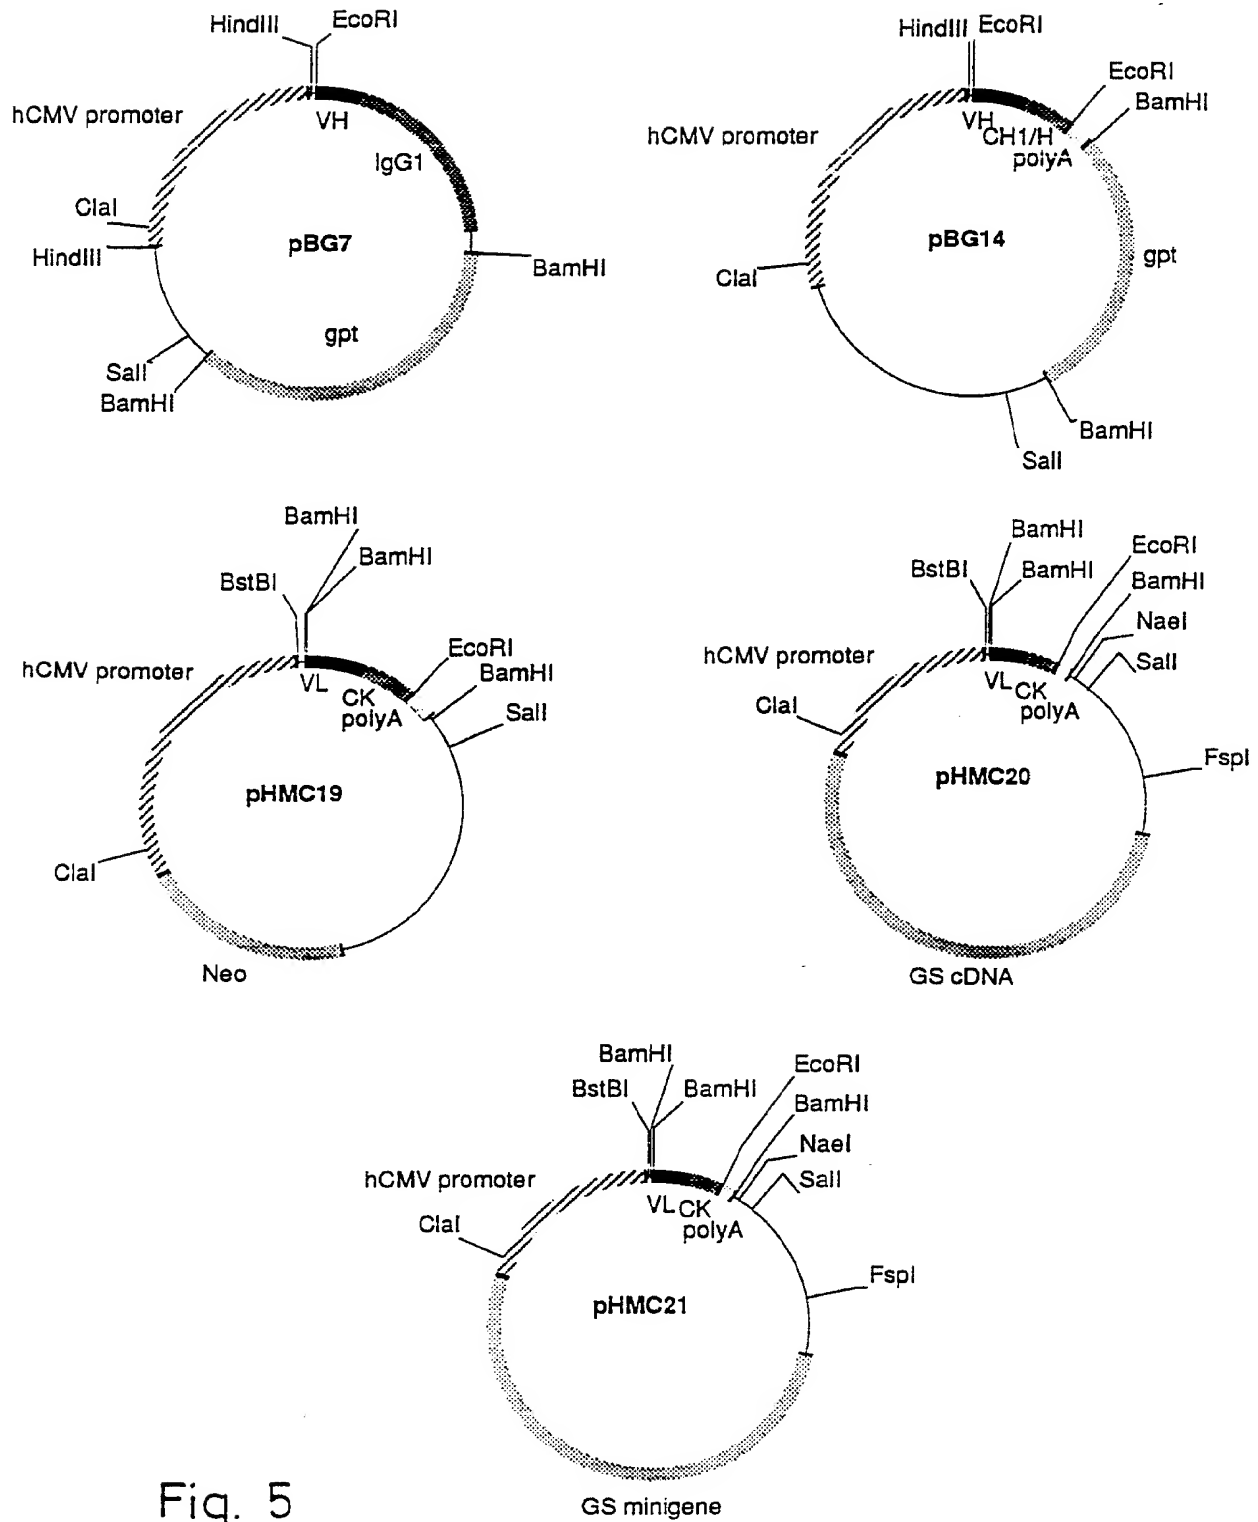 HindIII
EcoRI
hCMV promoter
VH
IgG1
ClaI
HindIII
pBG7
BamHI
gpt
SalI
BamHI
HindIII
EcoRI
EcoRI
BamHI
hCMV promoter
VH
CH1/H
polyA
pBG14
gpt
ClaI
BamHI
SalI
BamHI
BamHI
BstBI
EcoRI
hCMV promoter
BamHI
VL
CK
polyA
SalI
pHMC19
ClaI
Neo
BamHI
EcoRI
BstBI
BamHI
BamHI
NaeI
hCMV promoter
SalI
VL
CK
polyA
ClaI
FspI
pHMC20
GS cDNA
BamHI
EcoRI
BstBI
BamHI
BamHI
NaeI
hCMV promoter
SalI
VL
CK
polyA
ClaI
FspI
pHMC21
Fig. 5
GS minigene